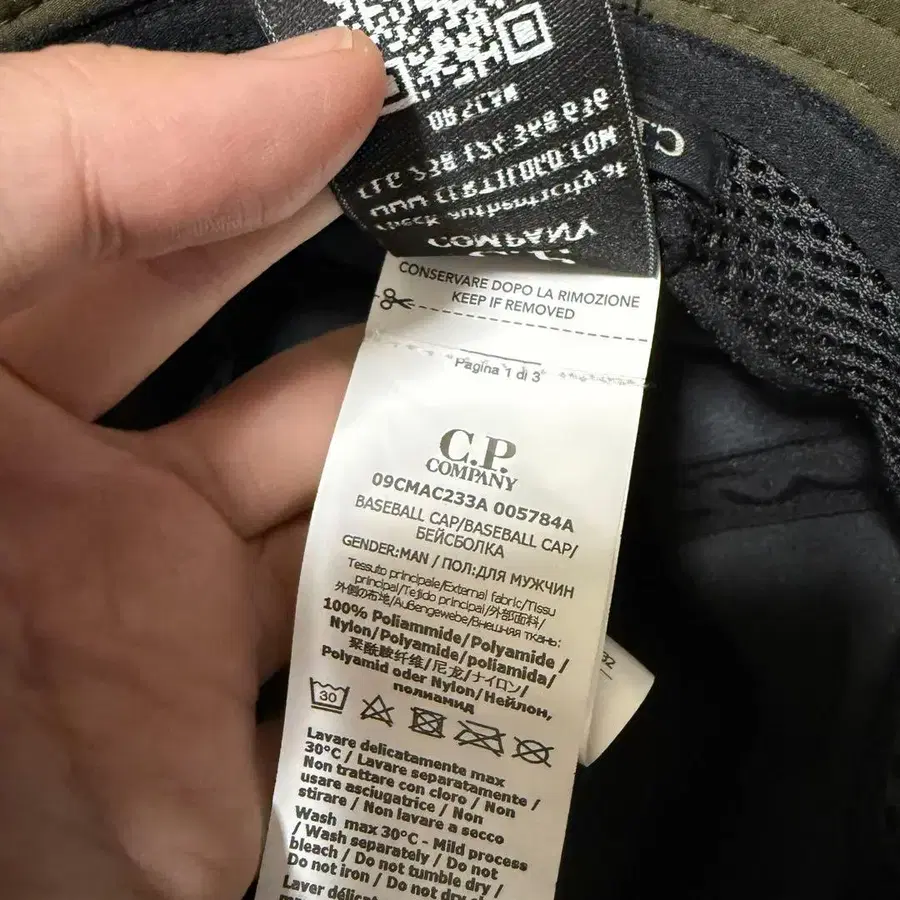 CONSERVARE DOPO LA RIMOZIONE
KEEP IF REMOVED
Pagina 1 di 3
C.P.
COMPANY
09CMAC233A 005784A
BASEBALL CAP/BASEBALL CAP/
БЕЙСБОЛКА
GENDER:MAN / ПОЛ:ДЛЯ МУЖЧИН
Tessuto principale/External fabric/Tissu
principal/Tejido principal/外部面料/
外側の布地/Außengewebe/Внешняя ткань:
100% Poliammide/Polyamide /
Nylon/Polyamide/poliamida/
聚酰胺纤维/尼龙/ナイロン/
Polyamid oder Nylon/Нейлон,
полиамид
30
Lavare delicatamente max
30°C / Lavare separatamente /
Non trattare con cloro / Non
usare asciugatrice / Non
stirare / Non lavare a secco
Wash max 30°C - Mild process
/ Wash separately / Do not
bleach / Do not tumble dry /
Do not iron / Do not dry
Laver
COMPANY